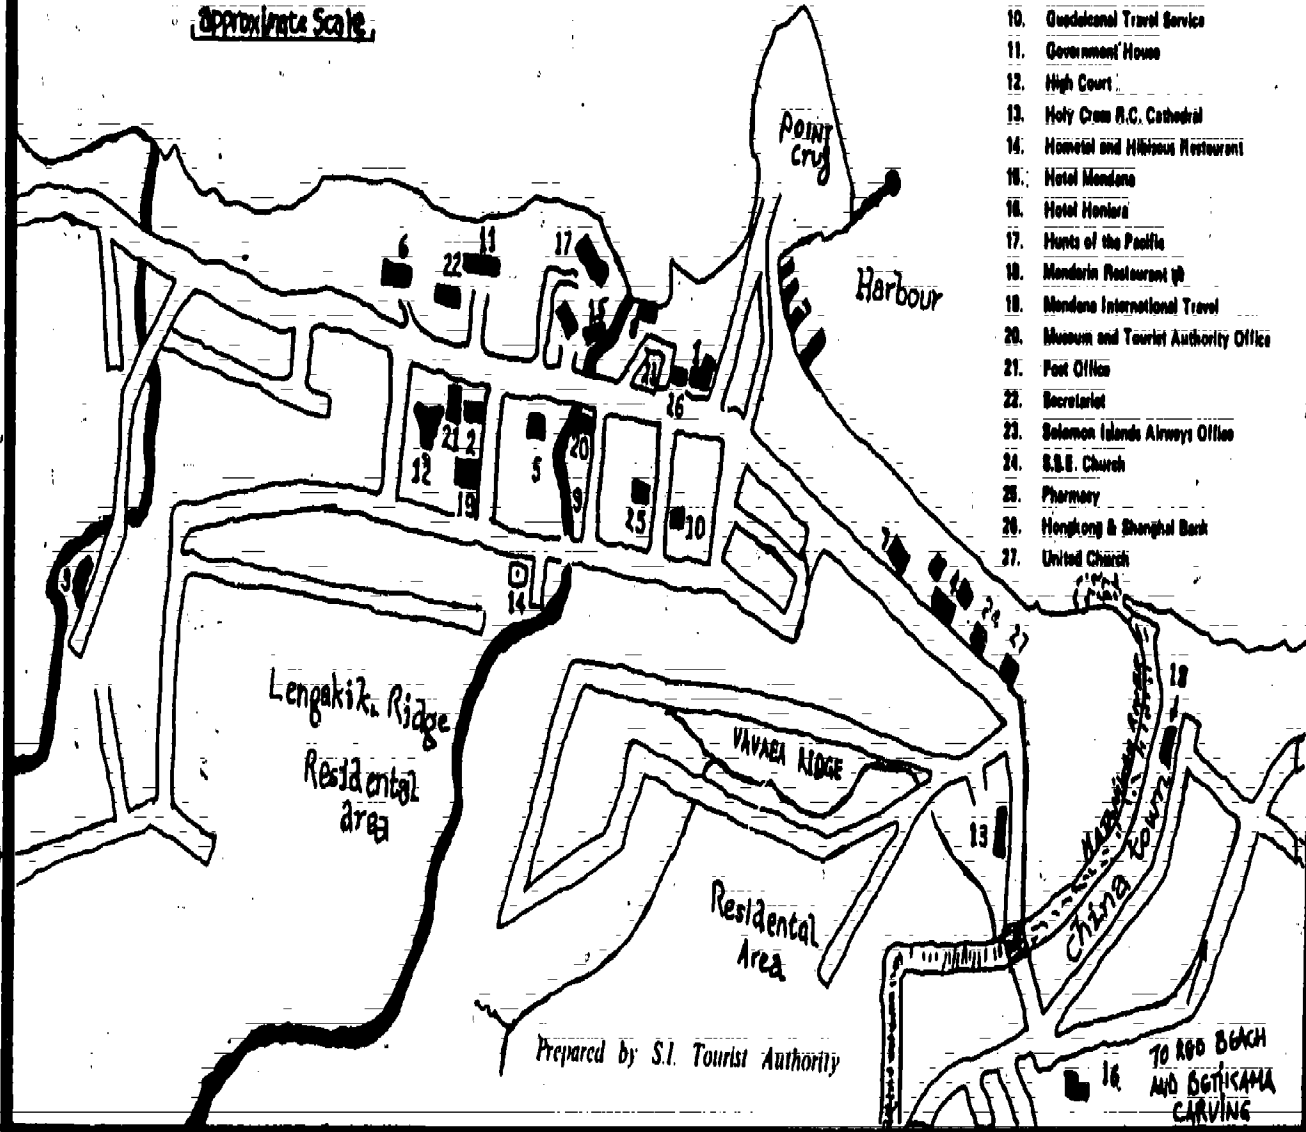 approximate Scale
10. Guadalcanal Travel Service
11. Government House
12. High Court
13. Holy Cross R.C. Cathedral
14. Hometel and Hibiscus Restaurant
15. Hotel Mendana
16. Hotel Honiara
17. Hunts of the Pacific
18. Mandarin Restaurant
19. Mendana International Travel
20. Museum and Tourist Authority Office
21. Post Office
22. Secretariat
23. Solomon Islands Airways Office
24. S.S.E. Church
25. Pharmacy
26. Hongkong & Shanghai Bank
27. United Church
POINT
Cruz
Harbour
6
22
11
17
15
1
26
21
2
12
19
5
20
9
25
10
3
14
7
24
27
18
Lengakiki Ridge
Residental
area
VAVAEA RIDGE
13
China town
Residental
Area
Prepared by S.I. Tourist Authority
16
TO RED BEACH
AND BETIKAMA
CARVING